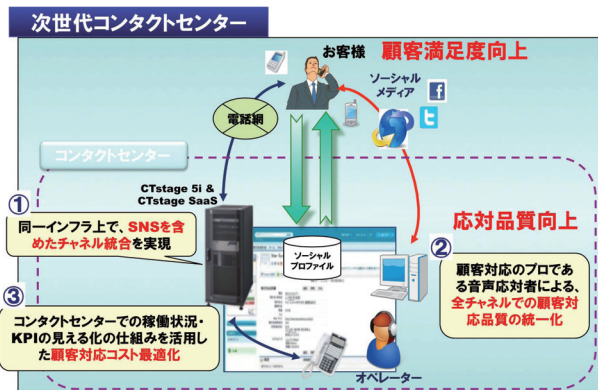 次世代コンタクトセンター
お客様
顧客満足度向上
ソーシャル
メディア
電話網
コンタクトセンター
CTstage 5i &
CTstage SaaS
①
同一インフラ上で、SNSを含
めたチャネル統合を実現
応対品質向上
ソーシャル
プロファイル
②
顧客対応のプロであ
る音声応対者による、
全チャネルでの顧客対
応品質の統一化
③
コンタクトセンターでの稼働状況・
KPIの見える化の仕組みを活用し
た顧客対応コスト最適化
オペレーター